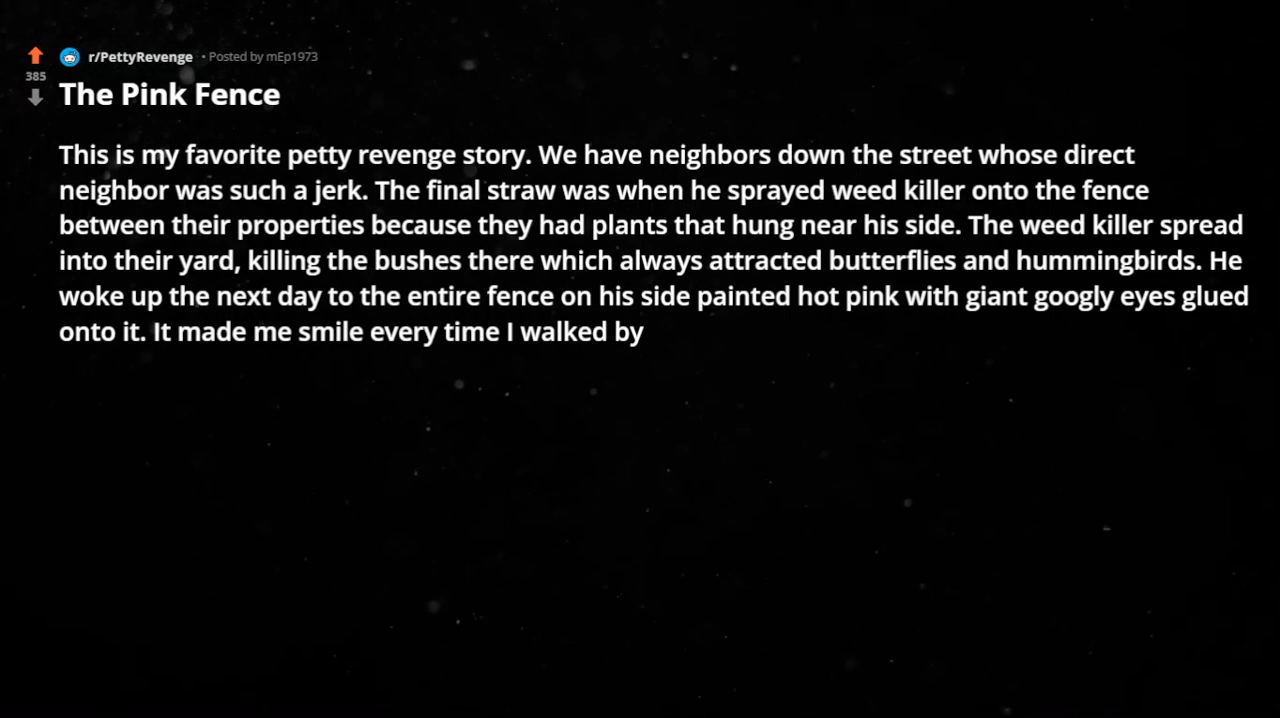 r/PettyRevenge • Posted by mEp1973
385
The Pink Fence
This is my favorite petty revenge story. We have neighbors down the street whose direct
neighbor was such a jerk. The final straw was when he sprayed weed killer onto the fence
between their properties because they had plants that hung near his side. The weed killer spread
into their yard, killing the bushes there which always attracted butterflies and hummingbirds. He
woke up the next day to the entire fence on his side painted hot pink with giant googly eyes glued
onto it. It made me smile every time I walked by